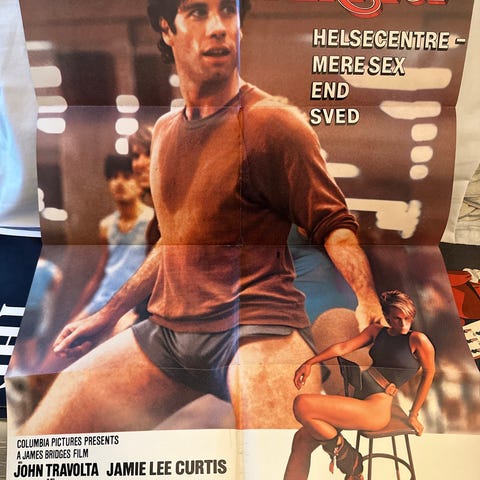 HELSECENTRE-
MERE SEX
END
SVED
COLUMBIA PICTURES PRESENTS
A JAMES BRIDGES FILM
JOHN TRAVOLTA JAMIE LEE CURTIS